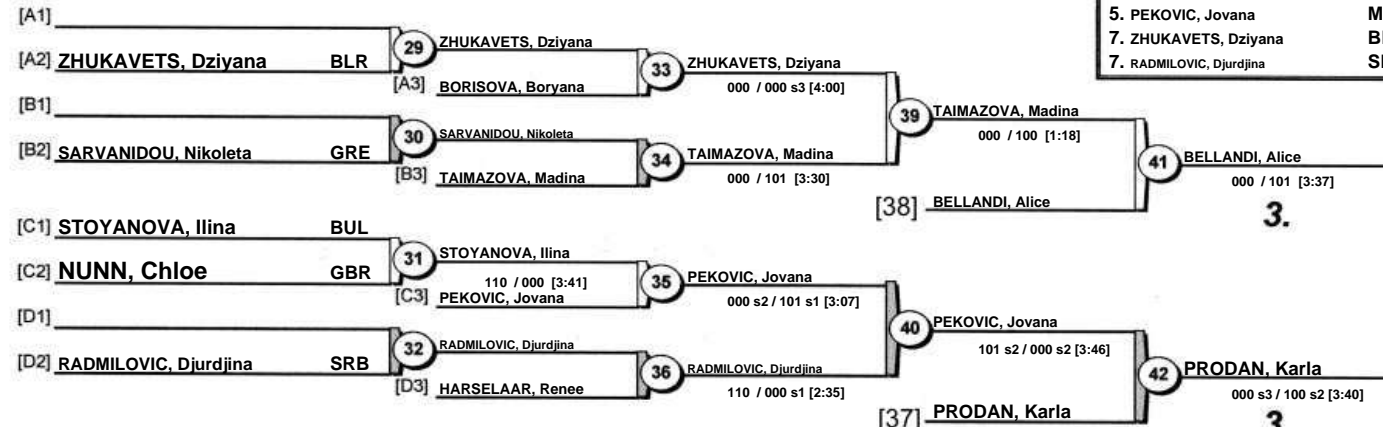 5. PEKOVIC, Jovana
7. ZHUKAVETS, Dziyana
7. RADMILOVIC, Djurdjina
[A1]
[A2] ZHUKAVETS, Dziyana BLR
29
ZHUKAVETS, Dziyana
[A3] BORISOVA, Boryana
33
ZHUKAVETS, Dziyana
000 / 000 s3 [4:00]
[B1]
[B2] SARVANIDOU, Nikoleta GRE
30
SARVANIDOU, Nikoleta
[B3] TAIMAZOVA, Madina
34
TAIMAZOVA, Madina
000 / 101 [3:30]
39
TAIMAZOVA, Madina
000 / 100 [1:18]
[38] BELLANDI, Alice
41
BELLANDI, Alice
000 / 101 [3:37]
3.
[C1] STOYANOVA, Ilina BUL
[C2] NUNN, Chloe GBR
31
STOYANOVA, Ilina
110 / 000 [3:41]
[C3] PEKOVIC, Jovana
35
PEKOVIC, Jovana
000 s2 / 101 s1 [3:07]
[D1]
[D2] RADMILOVIC, Djurdjina SRB
32
RADMILOVIC, Djurdjina
[D3] HARSELAAR, Renee
36
RADMILOVIC, Djurdjina
110 / 000 s1 [2:35]
40
PEKOVIC, Jovana
101 s2 / 000 s2 [3:46]
[37] PRODAN, Karla
42
PRODAN, Karla
000 s3 / 100 s2 [3:40]
3